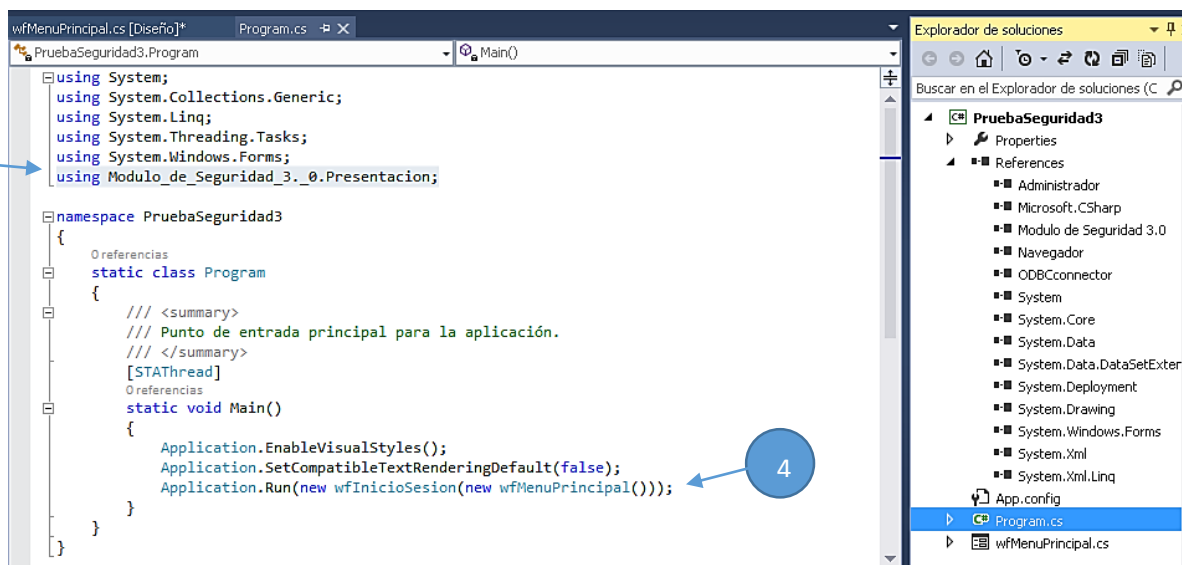 wfMenuPrincipal.cs [Diseño]* Program.cs
PruebaSeguridad3.Program Main()
using System;
using System.Collections.Generic;
using System.Linq;
using System.Threading.Tasks;
using System.Windows.Forms;
using Modulo_de_Seguridad_3._0.Presentacion;
namespace PruebaSeguridad3
{
0 referencias
static class Program
{
/// <summary>
/// Punto de entrada principal para la aplicación.
/// </summary>
[STAThread]
0 referencias
static void Main()
{
Application.EnableVisualStyles();
Application.SetCompatibleTextRenderingDefault(false);
Application.Run(new wfInicioSesion(new wfMenuPrincipal()));
}
}
}
4
Explorador de soluciones
Buscar en el Explorador de soluciones (C
C# PruebaSeguridad3
Properties
References
Administrador
Microsoft.CSharp
Modulo de Seguridad 3.0
Navegador
ODBCconnector
System
System.Core
System.Data
System.Data.DataSetExter
System.Deployment
System.Drawing
System.Windows.Forms
System.Xml
System.Xml.Linq
App.config
C# Program.cs
wfMenuPrincipal.cs